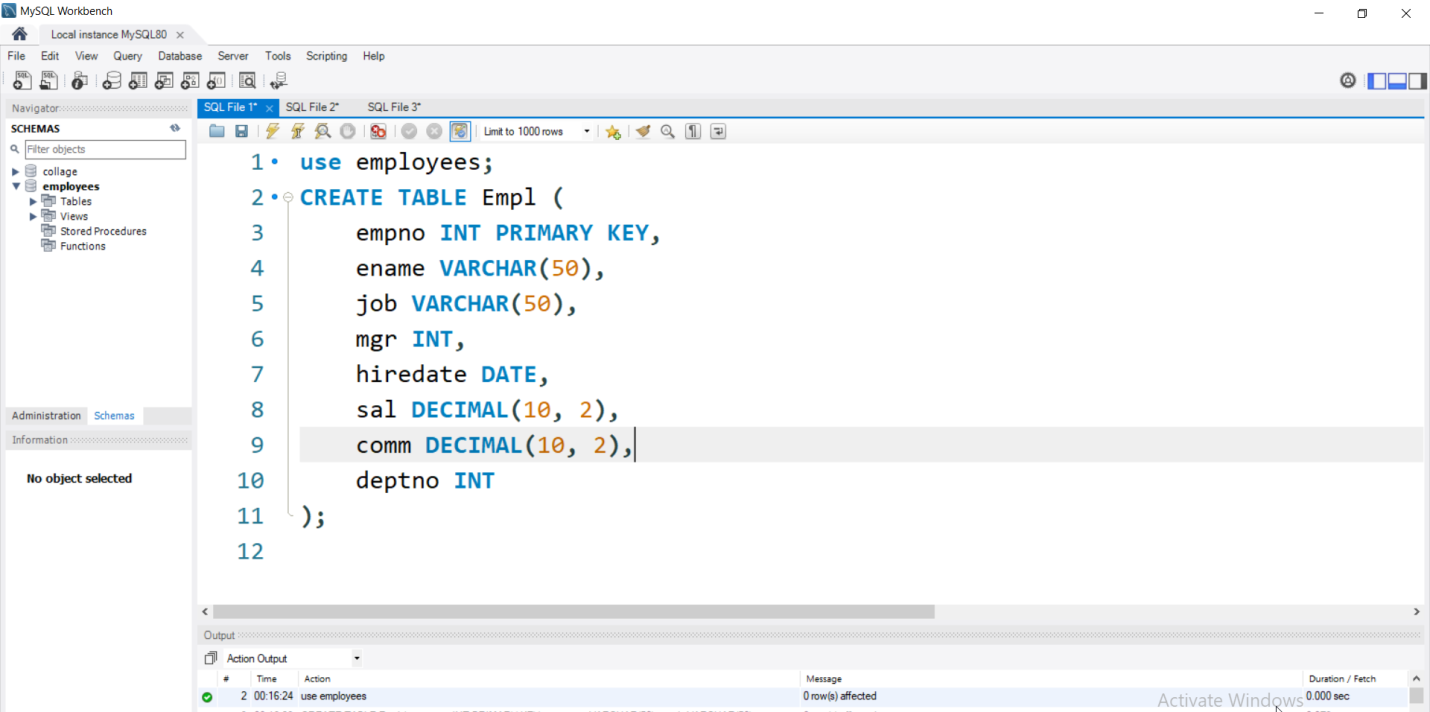 MySQL Workbench
Local instance MySQL80
File Edit View Query Database Server Tools Scripting Help
Navigator
SCHEMAS
Filter objects
collage
employees
Tables
Views
Stored Procedures
Functions
Administration Schemas
Information
No object selected
SQL File 1* SQL File 2* SQL File 3*
Limit to 1000 rows
1 use employees;
2 CREATE TABLE Empl (
3 empno INT PRIMARY KEY,
4 ename VARCHAR(50),
5 job VARCHAR(50),
6 mgr INT,
7 hiredate DATE,
8 sal DECIMAL(10, 2),
9 comm DECIMAL(10, 2),
10 deptno INT
11 );
12
Output
Action Output
# Time Action Message Duration / Fetch
2 00:16:24 use employees 0 row(s) affected 0.000 sec
Activate Windows